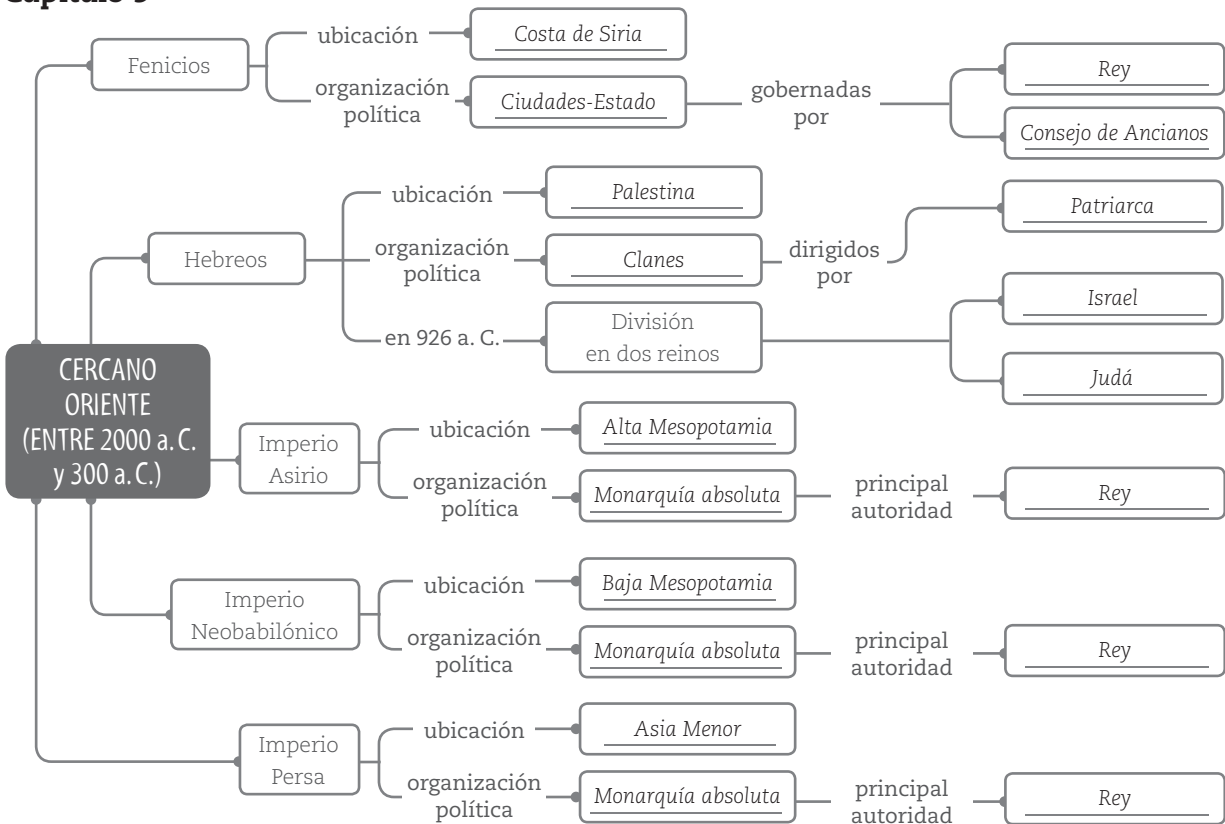 Fenicios
ubicación
Costa de Siria
organización
política
Ciudades-Estado
gobernadas
por
Rey
Consejo de Ancianos
Hebreos
ubicación
Palestina
organización
política
Clanes
dirigidos
por
Patriarca
en 926 a. C.
División
en dos reinos
Israel
Judá
CERCANO
ORIENTE
(ENTRE 2000 a. C.
y 300 a. C.)
Imperio
Asirio
ubicación
Alta Mesopotamia
organización
política
Monarquía absoluta
principal
autoridad
Rey
Imperio
Neobabilónico
ubicación
Baja Mesopotamia
organización
política
Monarquía absoluta
principal
autoridad
Rey
Imperio
Persa
ubicación
Asia Menor
organización
política
Monarquía absoluta
principal
autoridad
Rey